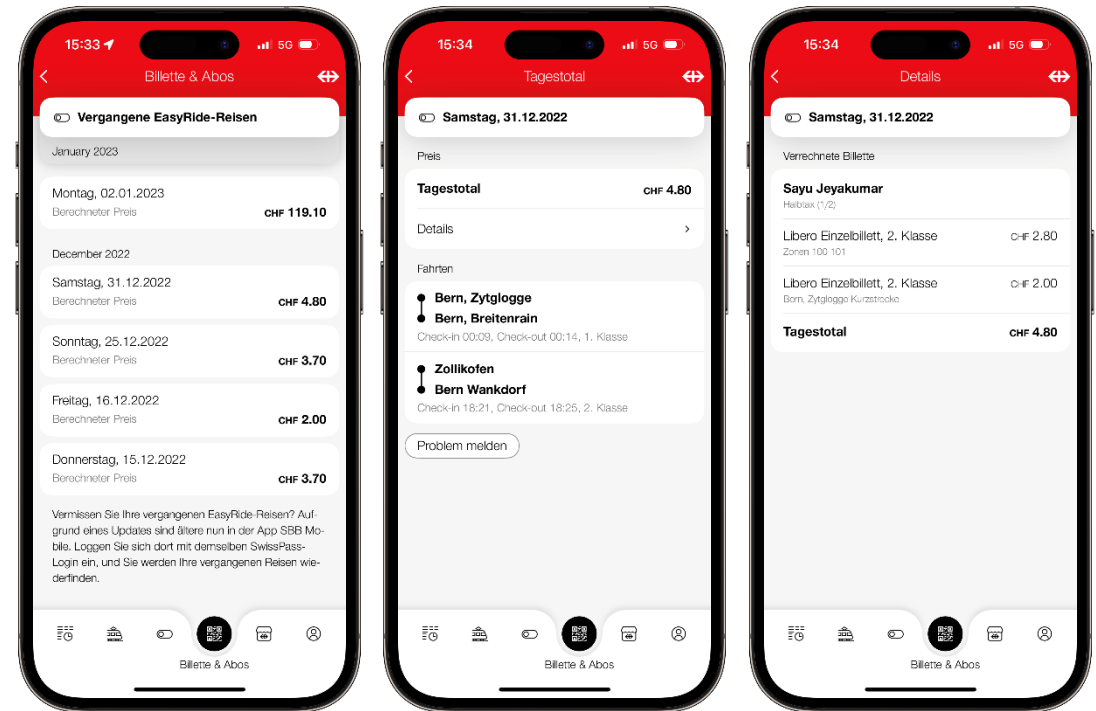 15:33
5G
Billette & Abos
Vergangene EasyRide-Reisen
January 2023
Montag, 02.01.2023
Berechneter Preis
CHF 119.10
December 2022
Samstag, 31.12.2022
Berechneter Preis
CHF 4.80
Sonntag, 25.12.2022
Berechneter Preis
CHF 3.70
Freitag, 16.12.2022
Berechneter Preis
CHF 2.00
Donnerstag, 15.12.2022
Berechneter Preis
CHF 3.70
Vermissen Sie Ihre vergangenen EasyRide-Reisen? Auf-
grund eines Updates sind ältere nun in der App SBB Mo-
bile. Loggen Sie sich dort mit demselben SwissPass-
Login ein, und Sie werden Ihre vergangenen Reisen wie-
derfinden.
Billette & Abos
15:34
5G
Tagestotal
Samstag, 31.12.2022
Preis
Tagestotal
CHF 4.80
Details
Fahrten
Bern, Zytglogge
Bern, Breitenrain
Check-in 00:09, Check-out 00:14, 1. Klasse
Zollikofen
Bern Wankdorf
Check-in 18:21, Check-out 18:25, 2. Klasse
Problem melden
Billette & Abos
15:34
5G
Details
Samstag, 31.12.2022
Verrechnete Billette
Sayu Jeyakumar
Halbtax (1/2)
Libero Einzelbillett, 2. Klasse
CHF 2.80
Zonen 100 101
Libero Einzelbillett, 2. Klasse
CHF 2.00
Bern, Zytglogge Kurzstrecke
Tagestotal
CHF 4.80
Billette & Abos